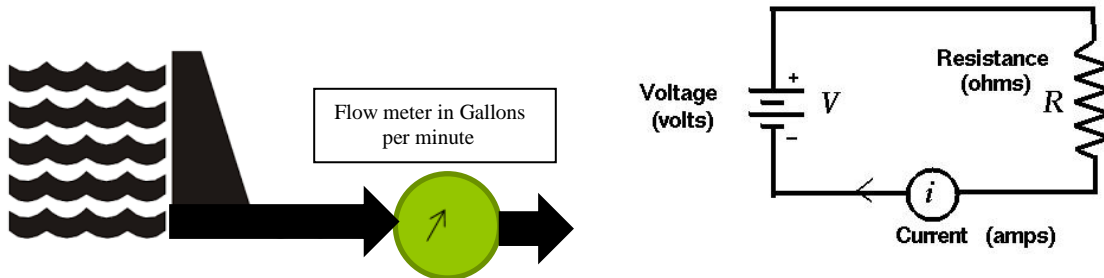 Flow meter in Gallons
per minute
Voltage
(volts)
+
V
−
Resistance
(ohms)
R
i
Current (amps)